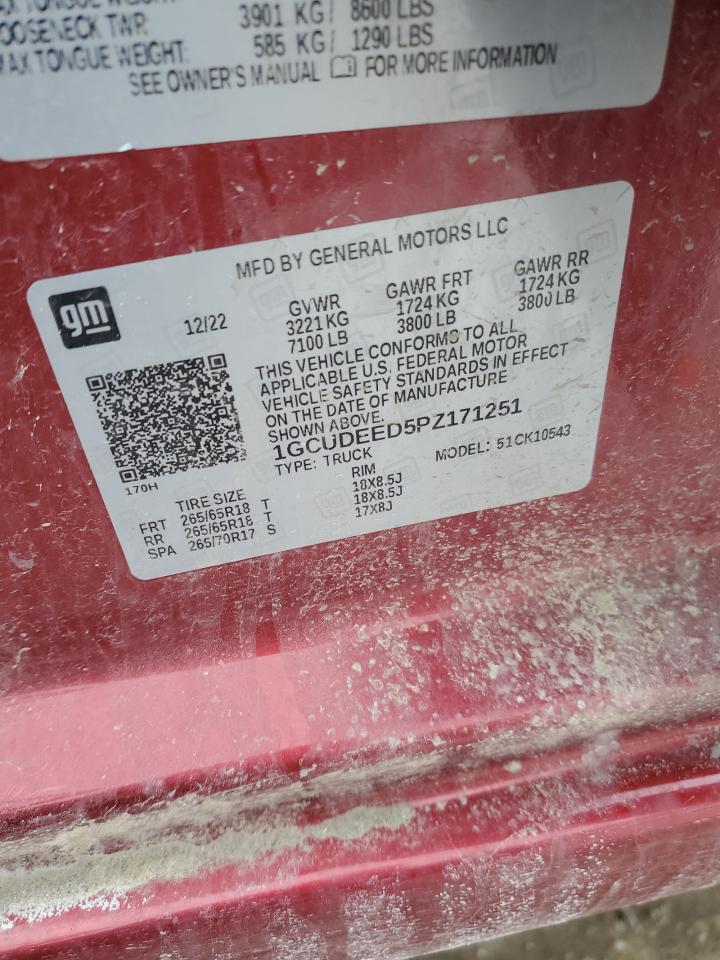 3901 KG/ 8600 LBS
OOSENECK TWR:
585 KG/ 1290 LBS
MAX TONGUE WEIGHT:
SEE OWNER'S MANUAL FOR MORE INFORMATION
MFD BY GENERAL MOTORS LLC
gm
12/22
GVWR
3221 KG
7100 LB
GAWR FRT
1724 KG
3800 LB
GAWR RR
1724 KG
3800 LB
THIS VEHICLE CONFORMS TO ALL
APPLICABLE U.S. FEDERAL MOTOR
VEHICLE SAFETY STANDARDS IN EFFECT
ON THE DATE OF MANUFACTURE
SHOWN ABOVE.
1GCUDEED5PZ171251
TYPE: TRUCK
MODEL: 51CK10543
170H
TIRE SIZE
RIM
FRT 265/65R18 T 18X8.5J
RR 265/65R18 T 18X8.5J
SPA 265/70R17 S 17X8J